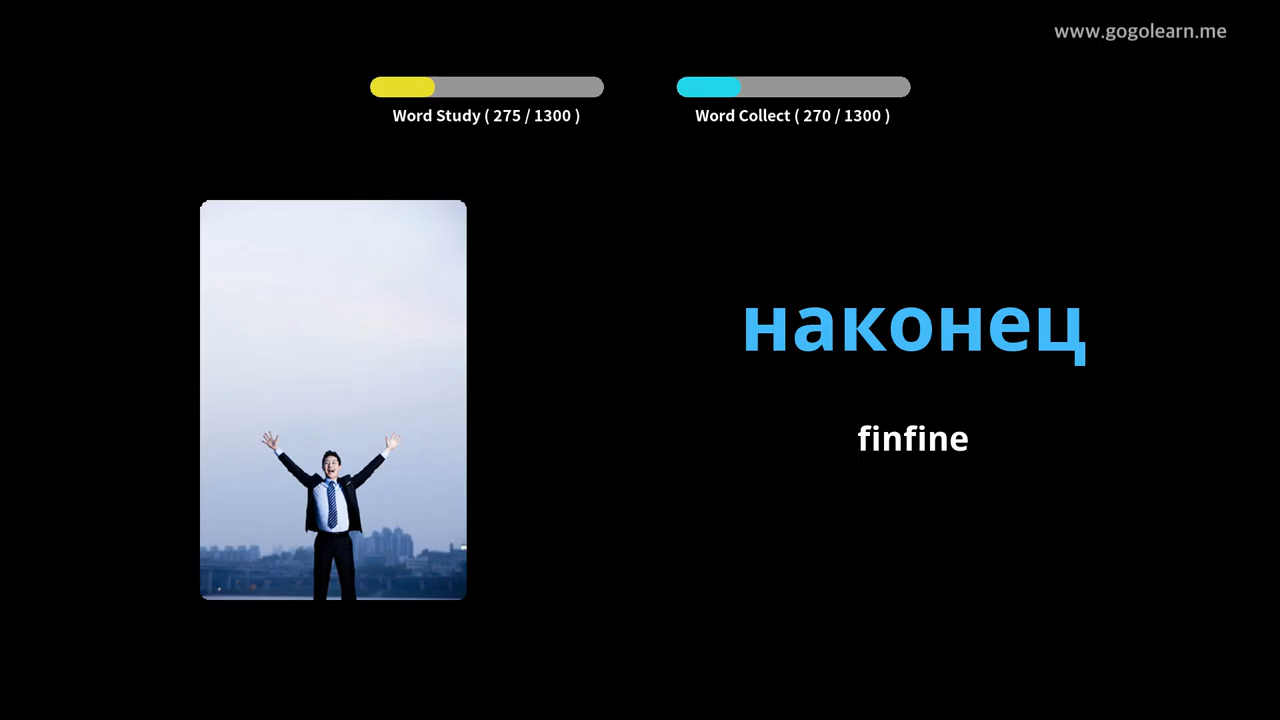 www.gogolearn.me
Word Study ( 275 / 1300 )
Word Collect ( 270 / 1300 )
наконец
finfine